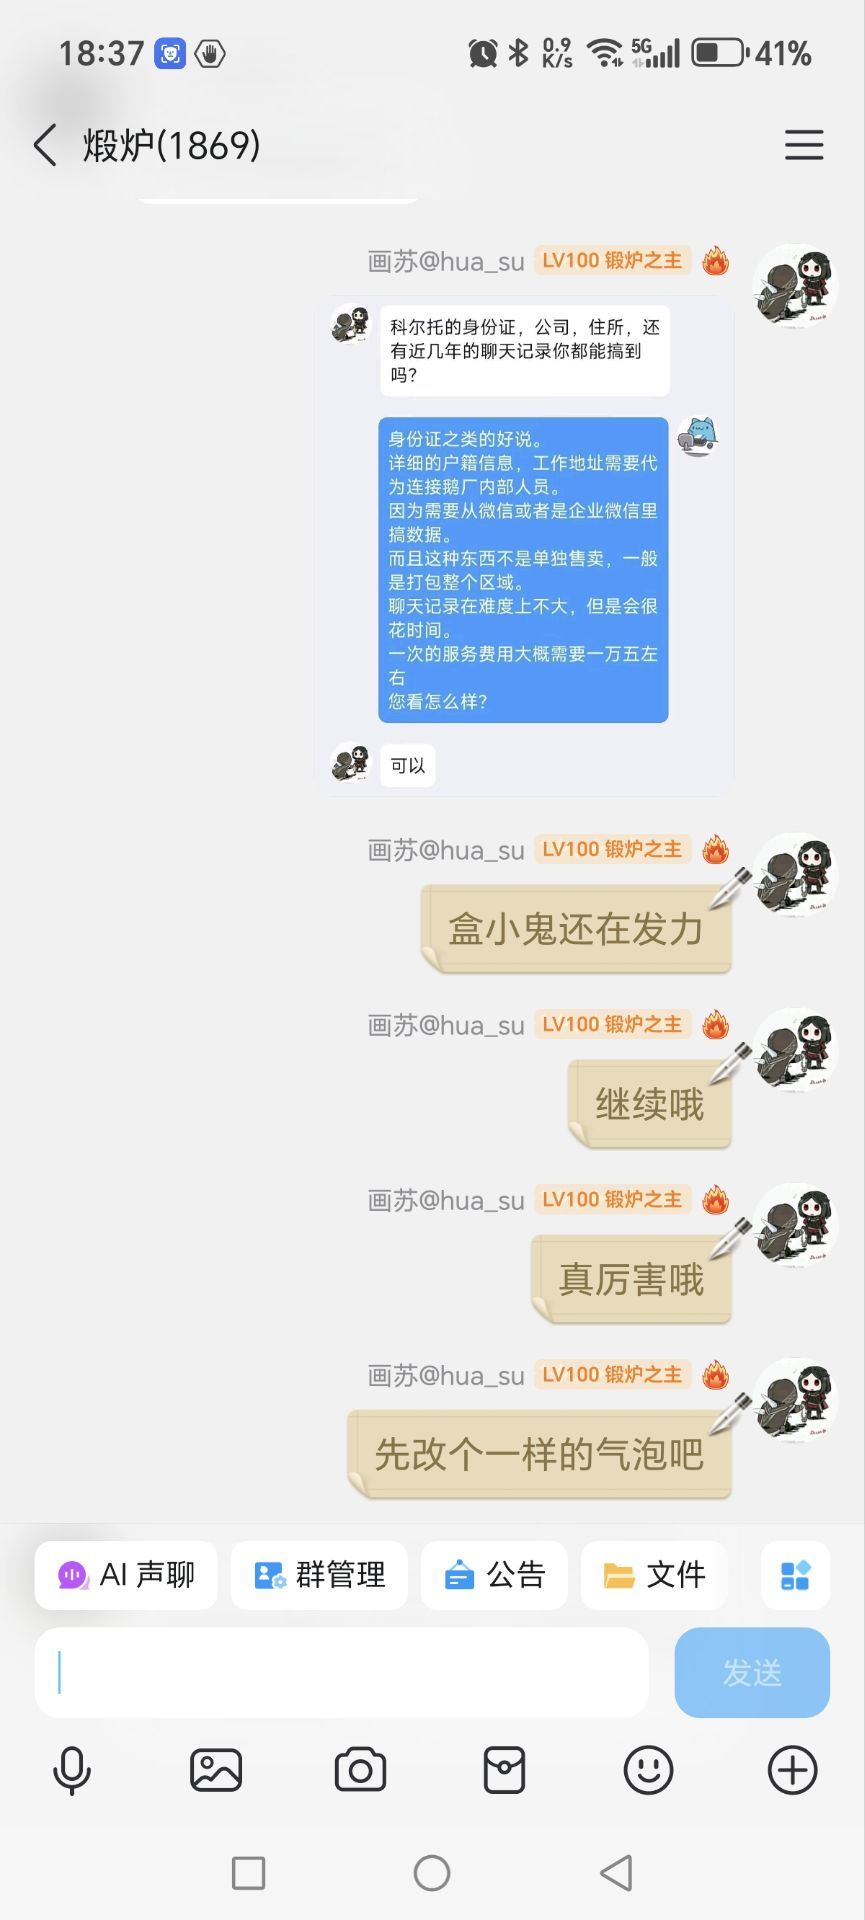 18:37
0.9
K/s
5G
41%
煅炉(1869)
画苏@hua_su LV100 锻炉之主
科尔托的身份证，公司，住所，还
有近几年的聊天记录你都能搞到
吗？
身份证之类的好说。
详细的户籍信息，工作地址需要代
为连接鹅厂内部人员。
因为需要从微信或者是企业微信里
搞数据。
而且这种东西不是单独售卖，一般
是打包整个区域。
聊天记录在难度上不大，但是会很
花时间。
一次的服务费用大概需要一万五左
右
您看怎么样？
可以
画苏@hua_su LV100 锻炉之主
盒小鬼还在发力
画苏@hua_su LV100 锻炉之主
继续哦
画苏@hua_su LV100 锻炉之主
真厉害哦
画苏@hua_su LV100 锻炉之主
先改个一样的气泡吧
AI 声聊 群管理 公告 文件
发送